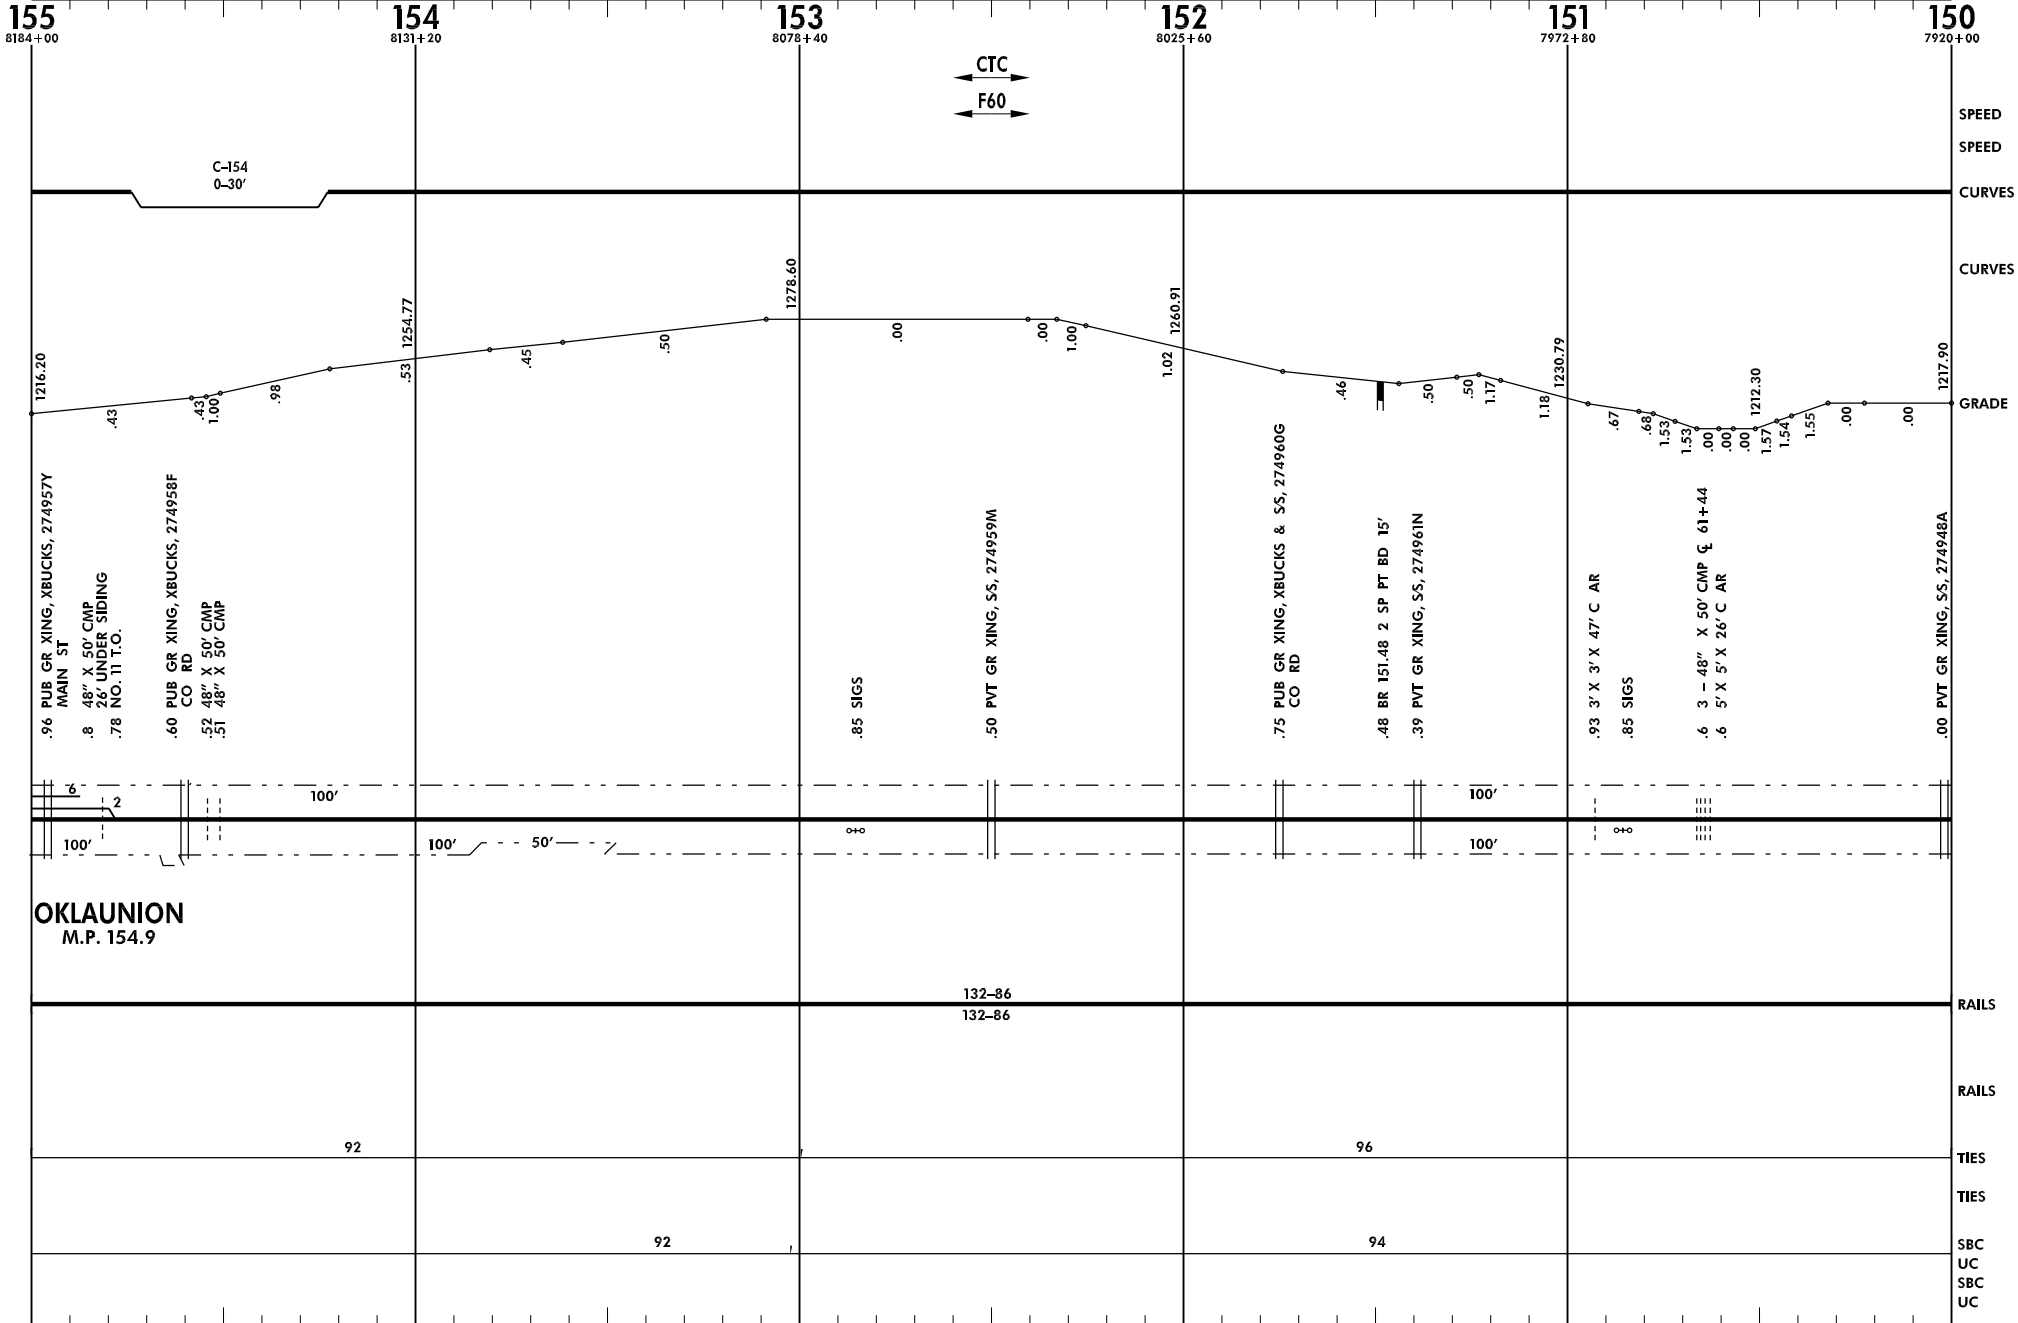 155 154 153 152 151 150
8184+00 8131+20 8078+40 8025+60 7972+80 7920+00
CTC
F60
SPEED
SPEED
C-154
0-30'
CURVES
CURVES
1216.20
1254.77
1278.60
1260.91
1230.79
1212.30
1217.90
.43
.43
1.00
.98
.53
.45
.50
.00
.00
1.00
1.02
.46
.50
.50
1.17
1.18
.67
.68
1.53
1.53
.00
.00
.00
1.57
1.54
1.55
.00
.00
GRADE
.96 PUB GR XING, XBUCKS, 274957Y
MAIN ST
.8 48" X 50' CMP
26' UNDER SIDING
.78 NO. 11 T.O.
.60 PUB GR XING, XBUCKS, 274958F
CO RD
.52 48" X 50' CMP
.51 48" X 50' CMP
.85 SIGS
.50 PVT GR XING, S/S, 274959M
.75 PUB GR XING, XBUCKS & S/S, 274960G
CO RD
.48 BR 151.48 2 SP PT BD 15'
.39 PVT GR XING, S/S, 274961N
.93 3' X 3' X 47' C AR
.85 SIGS
.6 3 - 48" X 50' CMP ℄ 61+44
.6 5' X 5' X 26' C AR
.00 PVT GR XING, S/S, 274948A
6
2
100'
100'
100'
100'
50'
100'
OKLAUNION
M.P. 154.9
132-86
132-86
RAILS
RAILS
92 96
TIES
TIES
92 94
SBC
UC
SBC
UC